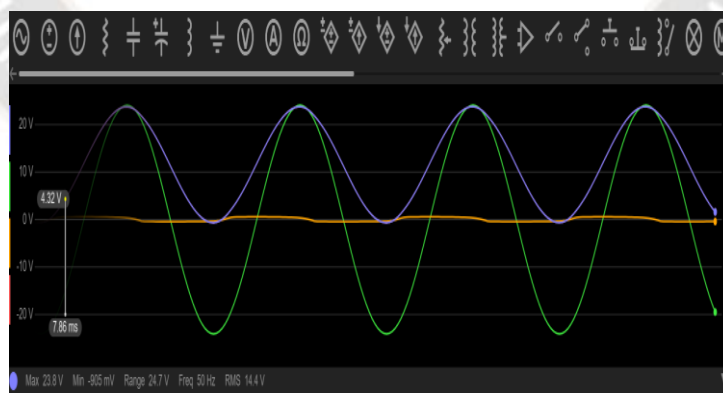 V A Ω M
20 V
10 V
4.32 V
0 V
-10 V
-20 V
7.86 ms
Max 23.8 V Min -905 mV Range 24.7 V Freq 50 Hz RMS 14.4 V